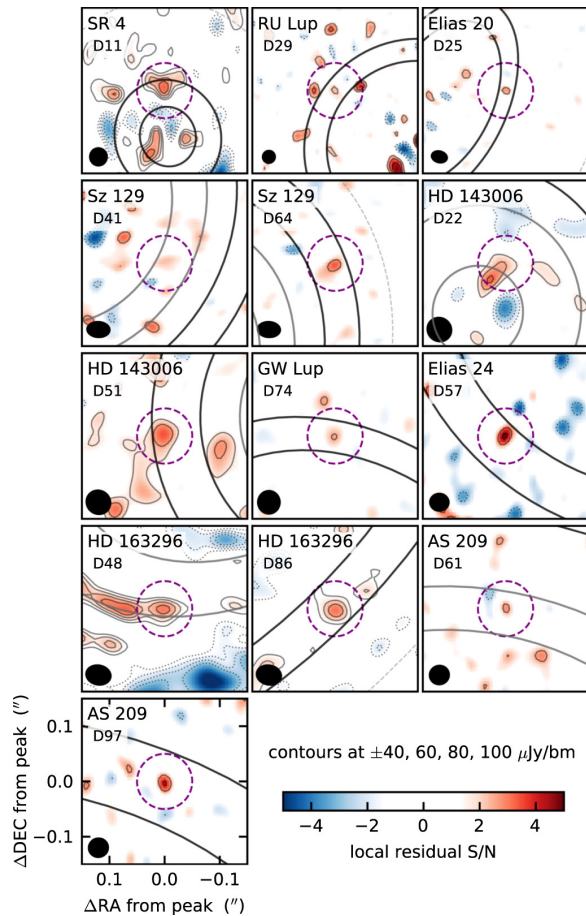 SR 4
D11
RU Lup
D29
Elias 20
D25
Sz 129
D41
Sz 129
D64
HD 143006
D22
HD 143006
D51
GW Lup
D74
Elias 24
D57
HD 163296
D48
HD 163296
D86
AS 209
D61
AS 209
D97
0.1
0.0
−0.1
ΔDEC from peak (″)
0.1 0.0 −0.1
ΔRA from peak (″)
contours at ±40, 60, 80, 100 μJy/bm
−4 −2 0 2 4
local residual S/N